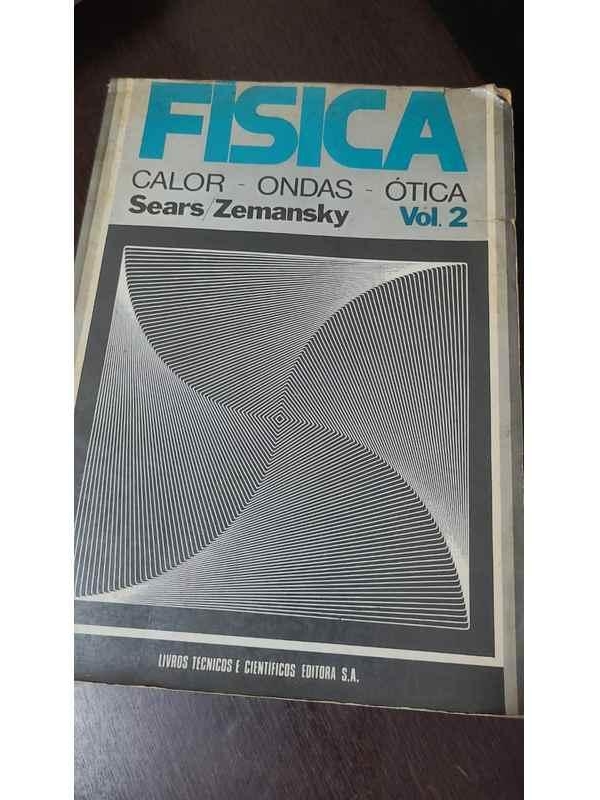 FÍSICA
CALOR - ONDAS - ÓTICA
Sears/Zemansky Vol. 2
LIVROS TÉCNICOS E CIENTÍFICOS EDITORA S.A.